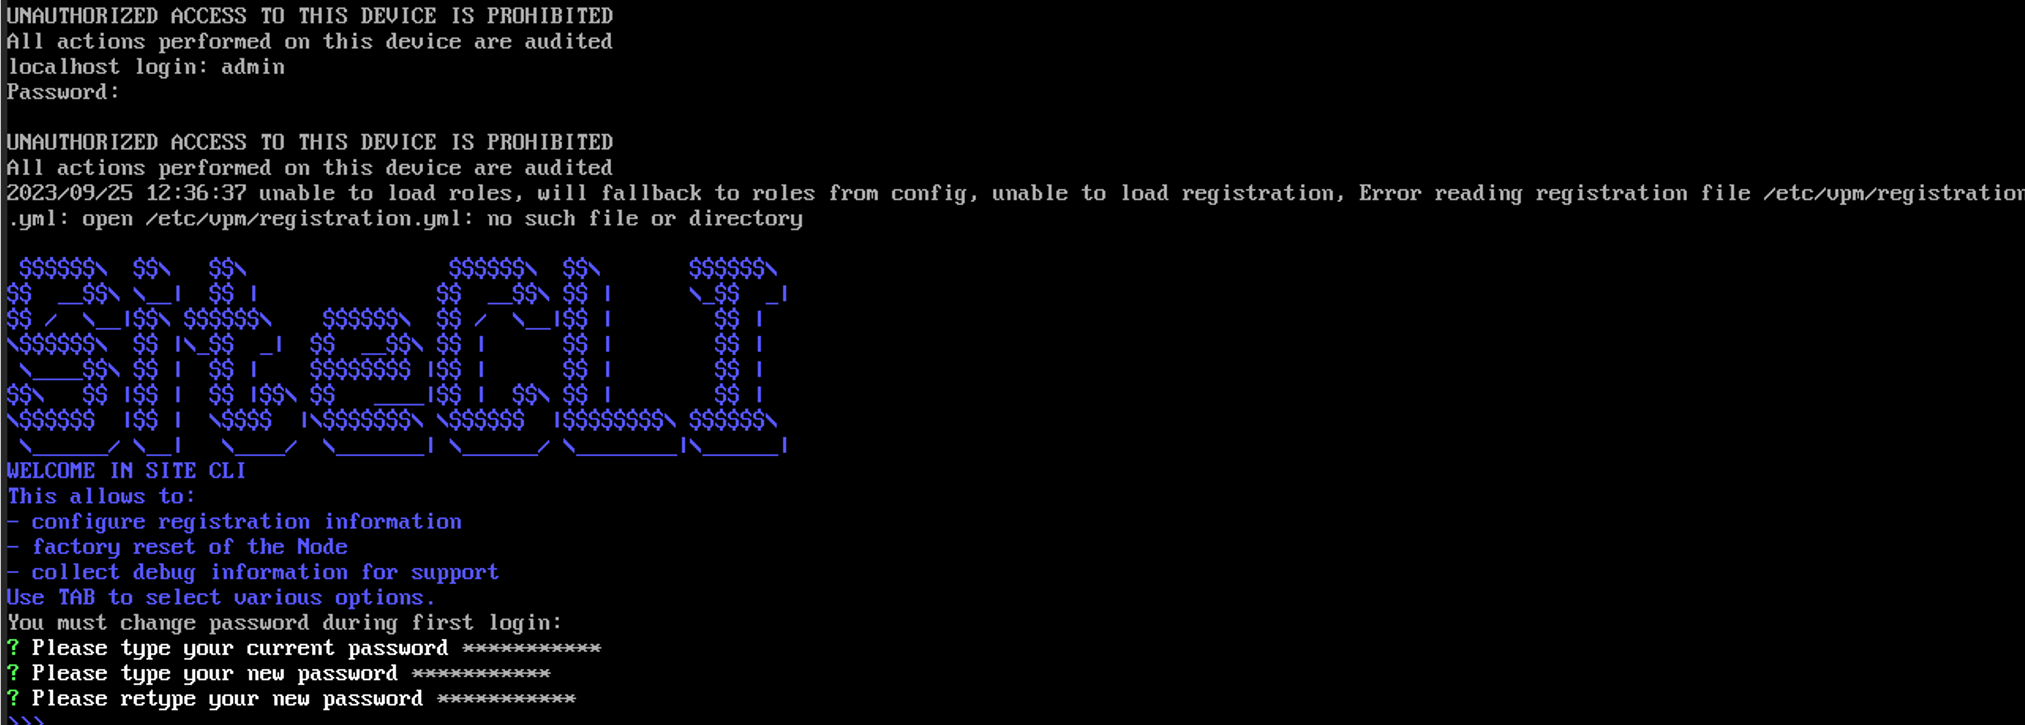 UNAUTHORIZED ACCESS TO THIS DEVICE IS PROHIBITED
All actions performed on this device are audited
localhost login: admin
Password:
UNAUTHORIZED ACCESS TO THIS DEVICE IS PROHIBITED
All actions performed on this device are audited
2023/09/25 12:36:37 unable to load roles, will fallback to roles from config, unable to load registration, Error reading registration file /etc/vpm/registration
.yml: open /etc/vpm/registration.yml: no such file or directory
SiteCLI
WELCOME IN SITE CLI
This allows to:
- configure registration information
- factory reset of the Node
- collect debug information for support
Use TAB to select various options.
You must change password during first login:
? Please type your current password ***********
? Please type your new password ***********
? Please retype your new password ***********
>>>